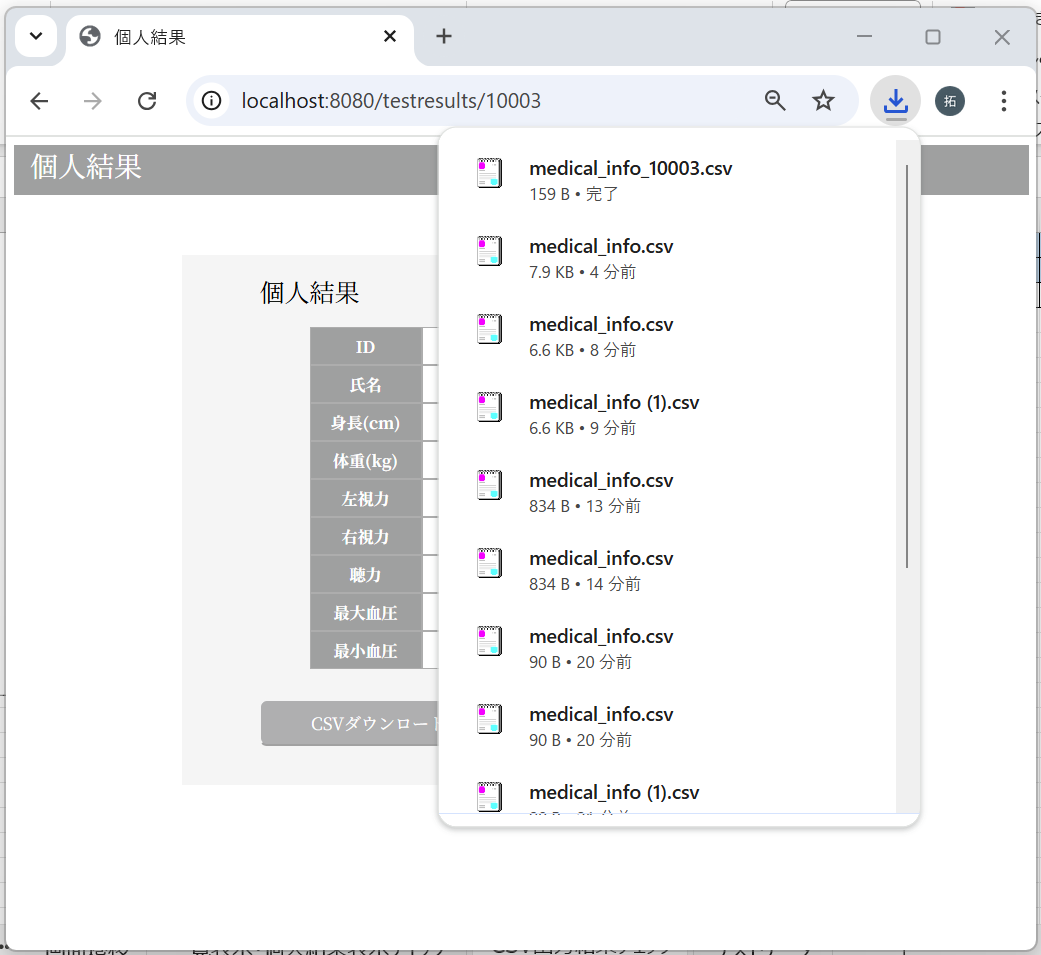 個人結果
localhost:8080/testresults/10003
拓
個人結果
個人結果
ID
氏名
身長(cm)
体重(kg)
左視力
右視力
聴力
最大血圧
最小血圧
CSVダウンロード
medical_info_10003.csv
159 B • 完了
medical_info.csv
7.9 KB • 4 分前
medical_info.csv
6.6 KB • 8 分前
medical_info (1).csv
6.6 KB • 9 分前
medical_info.csv
834 B • 13 分前
medical_info.csv
834 B • 14 分前
medical_info.csv
90 B • 20 分前
medical_info.csv
90 B • 20 分前
medical_info (1).csv